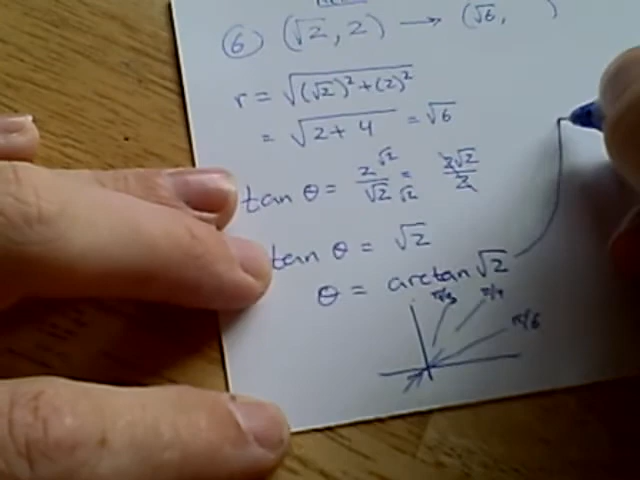 ⑥ (√2, 2) → (√6,   )
r = √((√2)² + (2)²)
= √(2 + 4) = √6
tan θ = 2/√2 √2/√2 = 2√2/2
tan θ = √2
θ = arctan √2
π/3 π/4
π/6